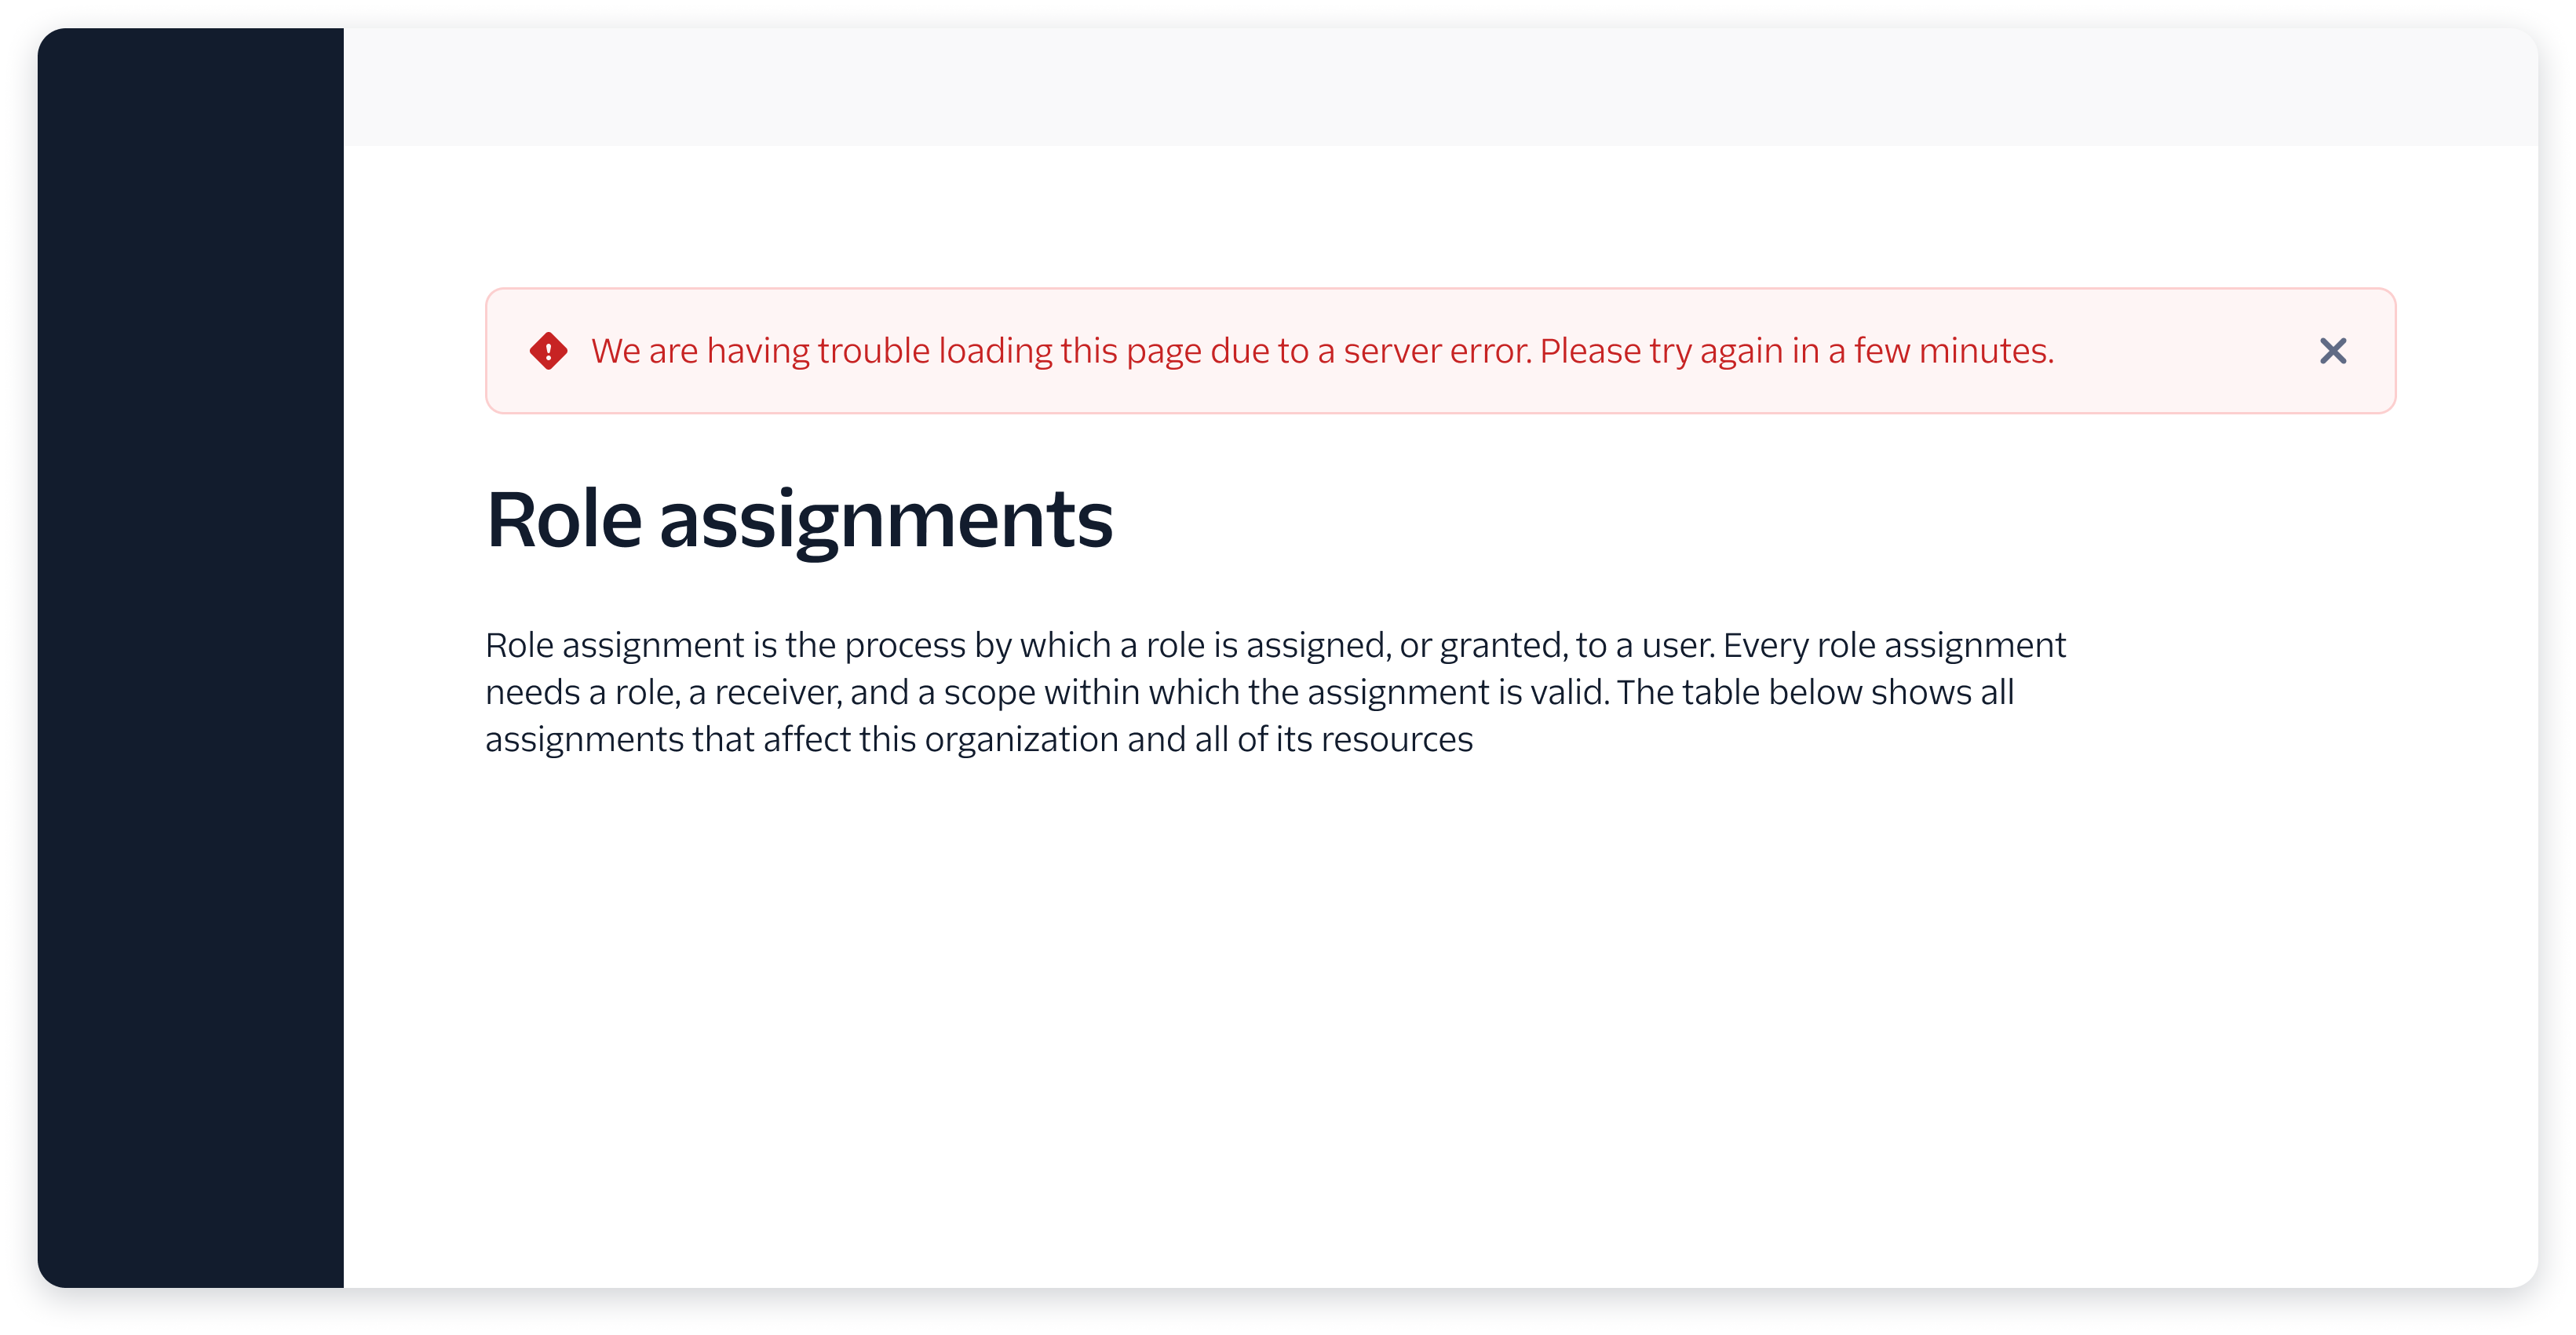 We are having trouble loading this page due to a server error. Please try again in a few minutes.
Role assignments
Role assignment is the process by which a role is assigned, or granted, to a user. Every role assignment
needs a role, a receiver, and a scope within which the assignment is valid. The table below shows all
assignments that affect this organization and all of its resources